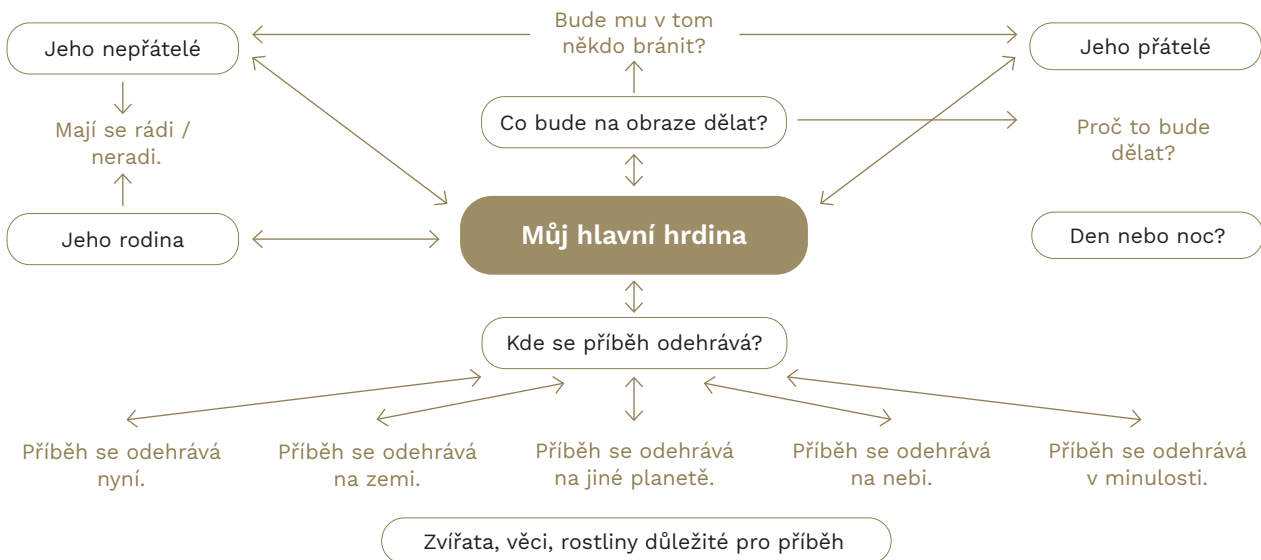 Bude mu v tom
někdo bránit?
Jeho nepřátelé
Jeho přátelé
Co bude na obraze dělat?
Mají se rádi /
neradi.
Proč to bude
dělat?
Jeho rodina
Můj hlavní hrdina
Den nebo noc?
Kde se příběh odehrává?
Příběh se odehrává
nyní.
Příběh se odehrává
na zemi.
Příběh se odehrává
na jiné planetě.
Příběh se odehrává
na nebi.
Příběh se odehrává
v minulosti.
Zvířata, věci, rostliny důležité pro příběh